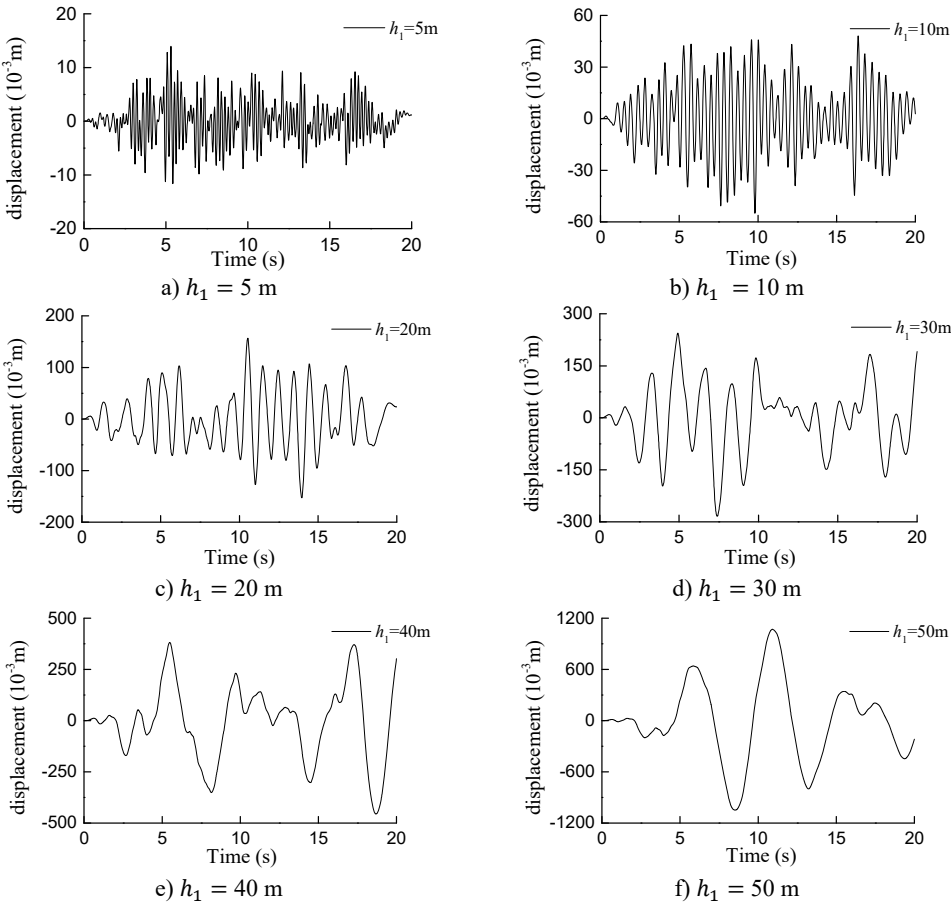 20
10
0
-10
-20
displacement (10⁻³m)
h₁=5m
0 5 10 15 20
Time (s)
a) h₁ = 5 m
60
30
0
-30
-60
displacement (10⁻³m)
h₁=10m
0 5 10 15 20
Time (s)
b) h₁ = 10 m
200
100
0
-100
-200
displacement (10⁻³m)
h₁=20m
0 5 10 15 20
Time (s)
c) h₁ = 20 m
300
150
0
-150
-300
displacement (10⁻³m)
h₁=30m
0 5 10 15 20
Time (s)
d) h₁ = 30 m
500
250
0
-250
-500
displacement (10⁻³m)
h₁=40m
0 5 10 15 20
Time (s)
e) h₁ = 40 m
1200
600
0
-600
-1200
displacement (10⁻³m)
h₁=50m
0 5 10 15 20
Time (s)
f) h₁ = 50 m